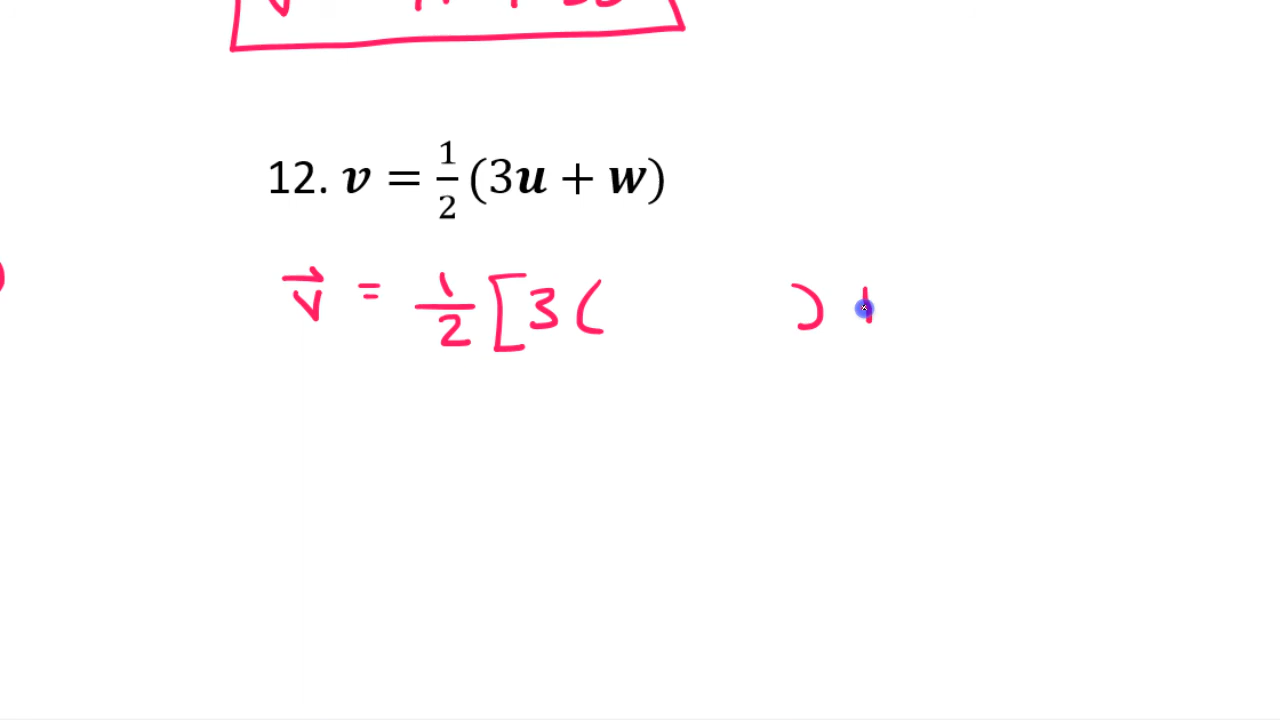 12. v = 1/2 (3u + w)
v⃗ = 1/2 [3( ) +